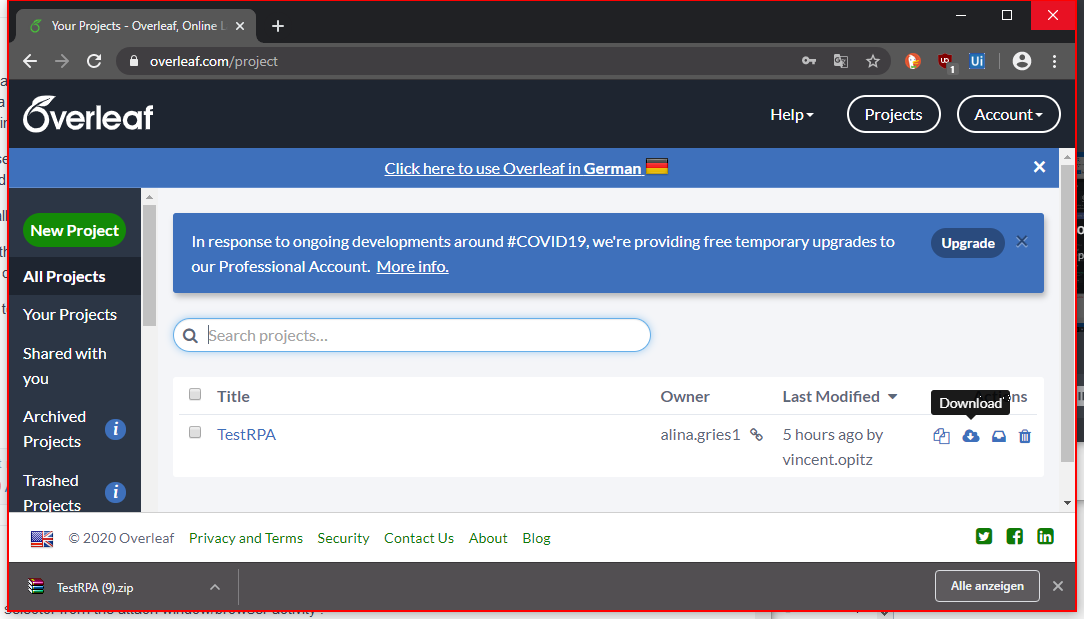 Your Projects - Overleaf, Online L
overleaf.com/project
UD
1
Ui
Overleaf
Help
Projects
Account
Click here to use Overleaf in German
New Project
All Projects
Your Projects
Shared with
you
Archived
Projects
i
Trashed
Projects
i
In response to ongoing developments around #COVID19, we're providing free temporary upgrades to
our Professional Account. More info.
Upgrade
Search projects...
Title
Owner
Last Modified
Download
TestRPA
alina.gries1
5 hours ago by
vincent.opitz
© 2020 Overleaf
Privacy and Terms
Security
Contact Us
About
Blog
TestRPA (9).zip
Alle anzeigen